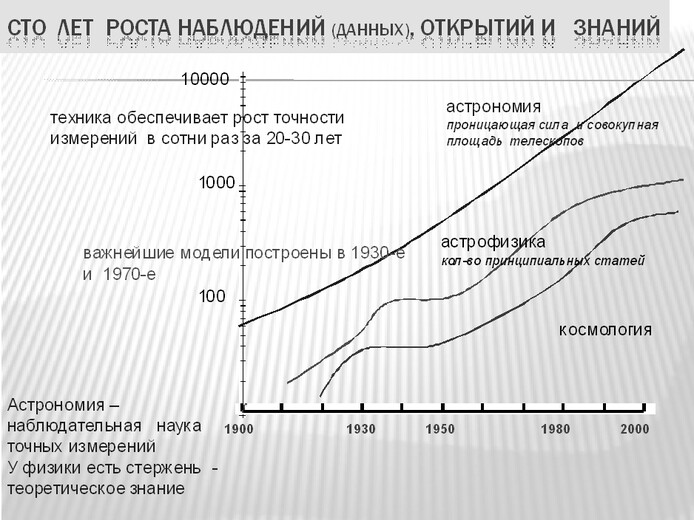 СТО ЛЕТ РОСТА НАБЛЮДЕНИЙ (ДАННЫХ), ОТКРЫТИЙ И ЗНАНИЙ
10000
техника обеспечивает рост точности
измерений в сотни раз за 20-30 лет
астрономия
проницающая сила и совокупная
площадь телескопов
1000
важнейшие модели построены в 1930-е
и 1970-е
астрофизика
кол-во принципиальных статей
100
космология
Астрономия –
наблюдательная наука
точных измерений
У физики есть стержень -
теоретическое знание
1900 1930 1950 1980 2000